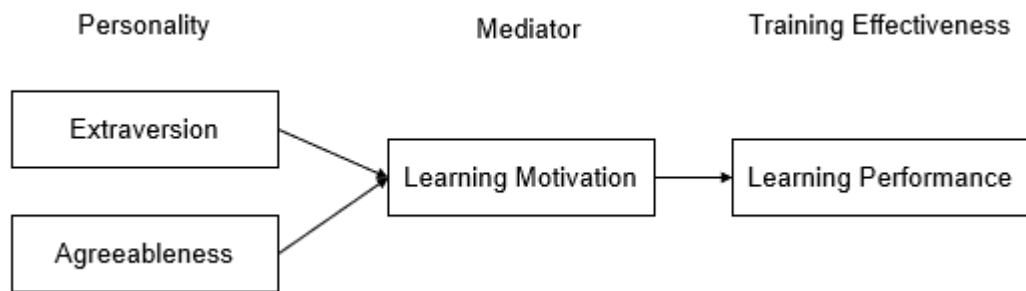 Personality
Mediator
Training Effectiveness
Extraversion
Learning Motivation
Learning Performance
Agreeableness